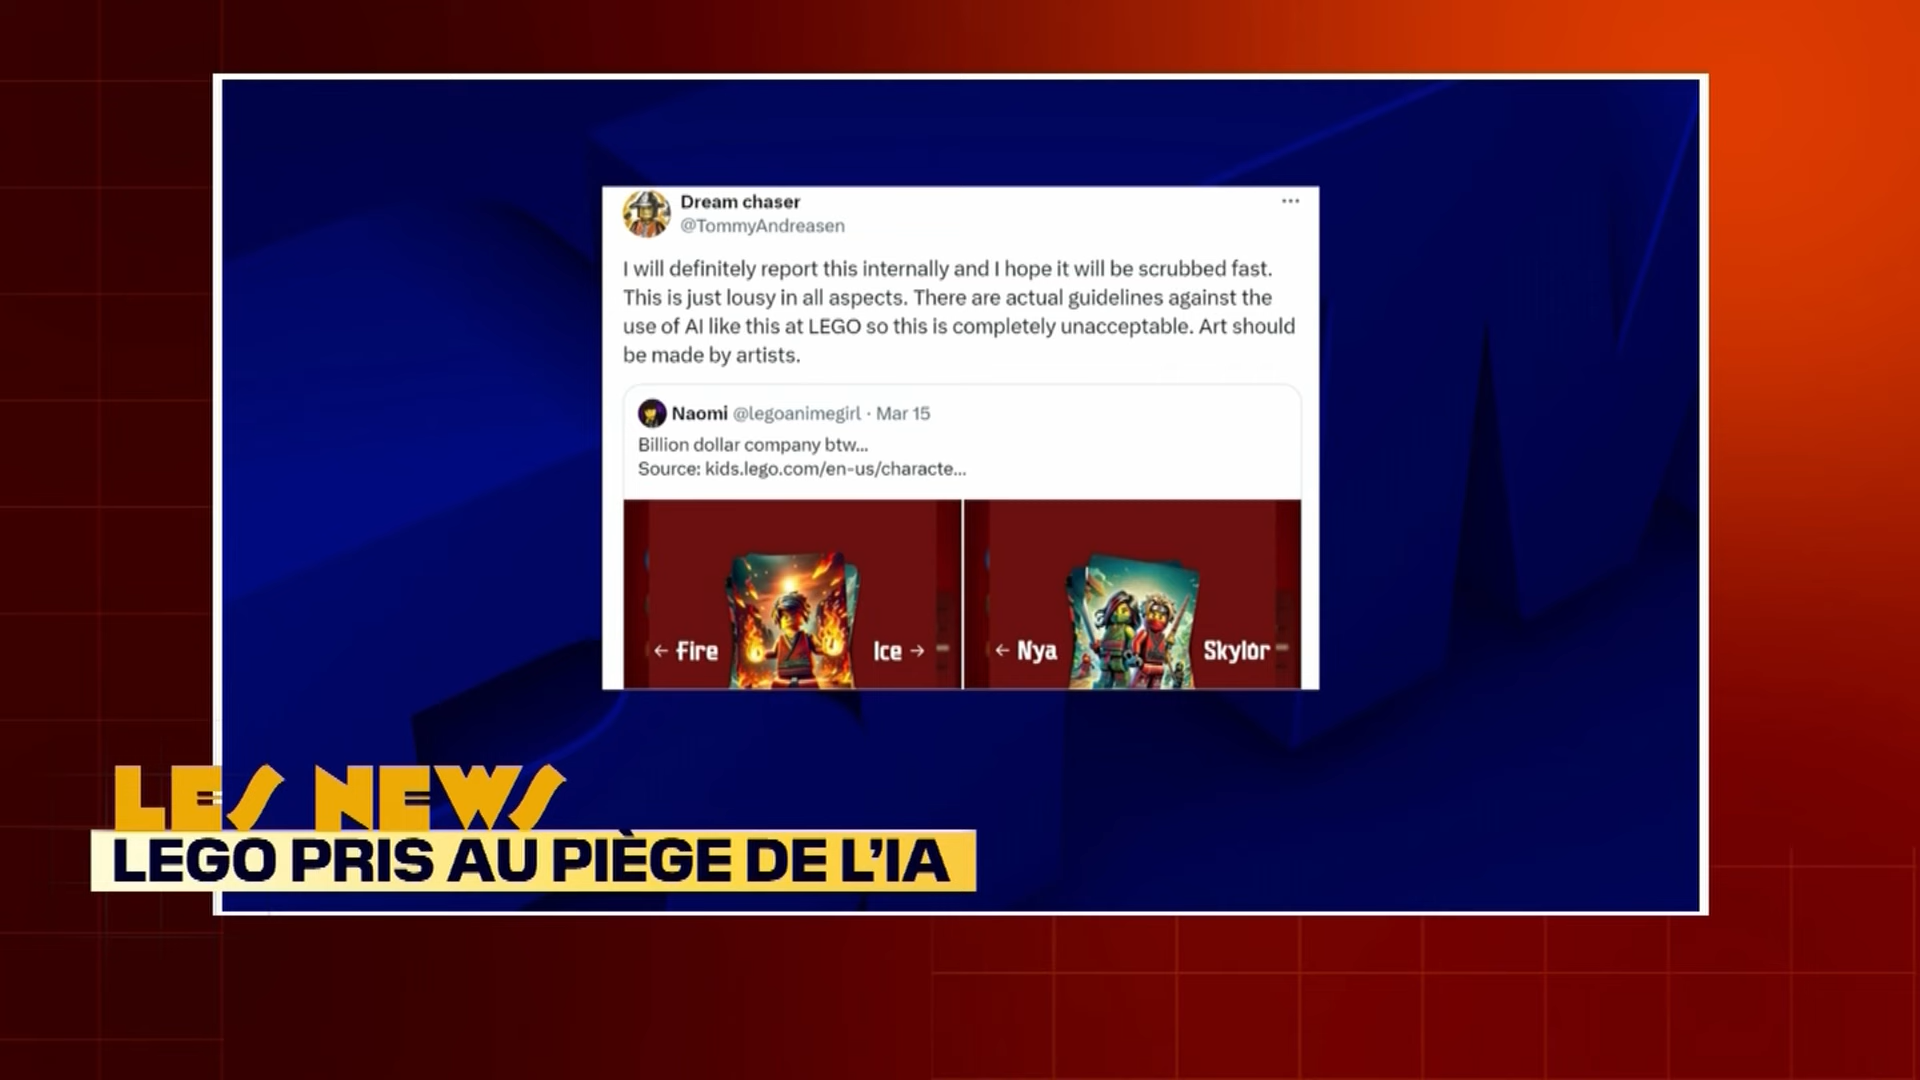 Dream chaser
@TommyAndreasen
I will definitely report this internally and I hope it will be scrubbed fast.
This is just lousy in all aspects. There are actual guidelines against the
use of AI like this at LEGO so this is completely unacceptable. Art should
be made by artists.
Naomi @legoanimegirl · Mar 15
Billion dollar company btw...
Source: kids.lego.com/en-us/characte...
← Fire Ice →
← Nya Skylor
LES NEWS
LEGO PRIS AU PIÈGE DE L'IA